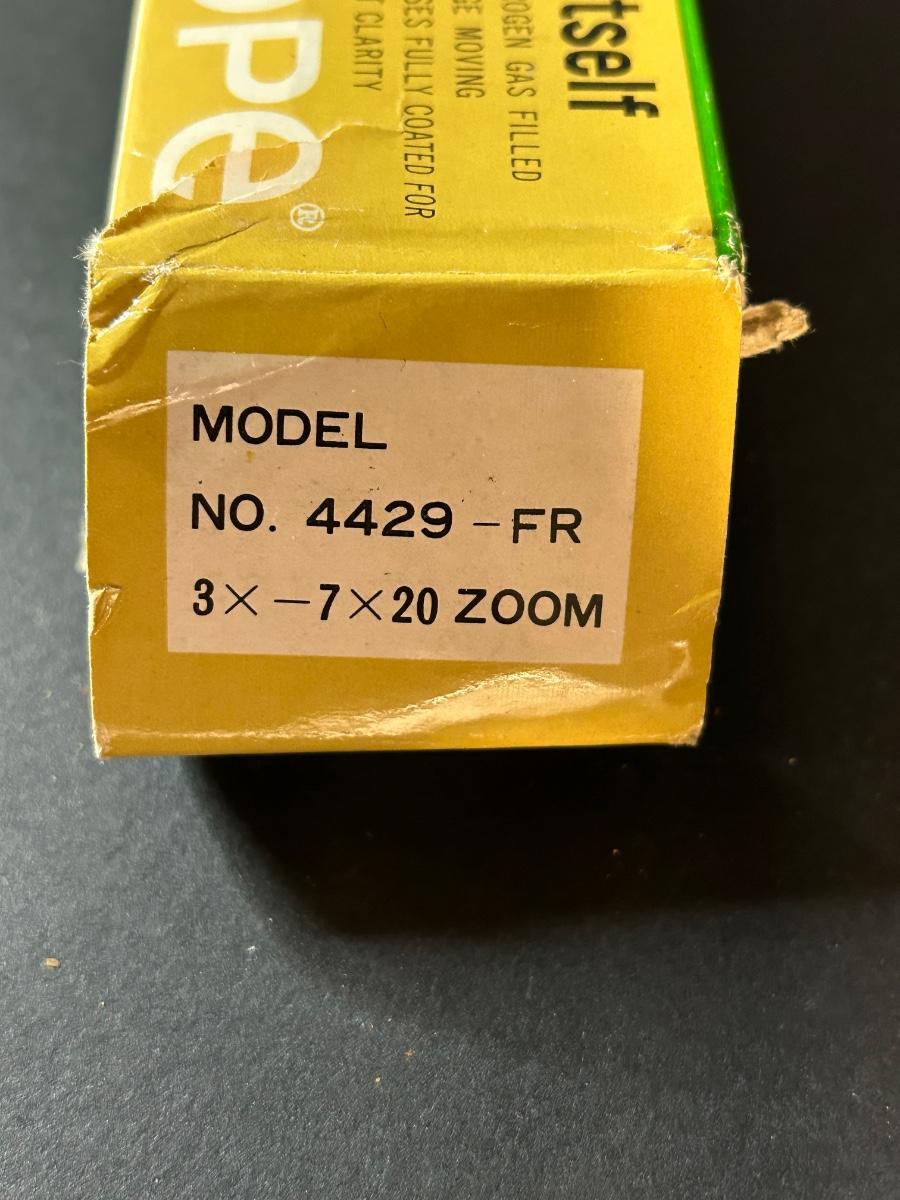 tself
OGEN GAS FILLED
GE MOVING
SES FULLY COATED FOR
T CLARITY
ope®
MODEL
NO. 4429-FR
3×-7×20 ZOOM